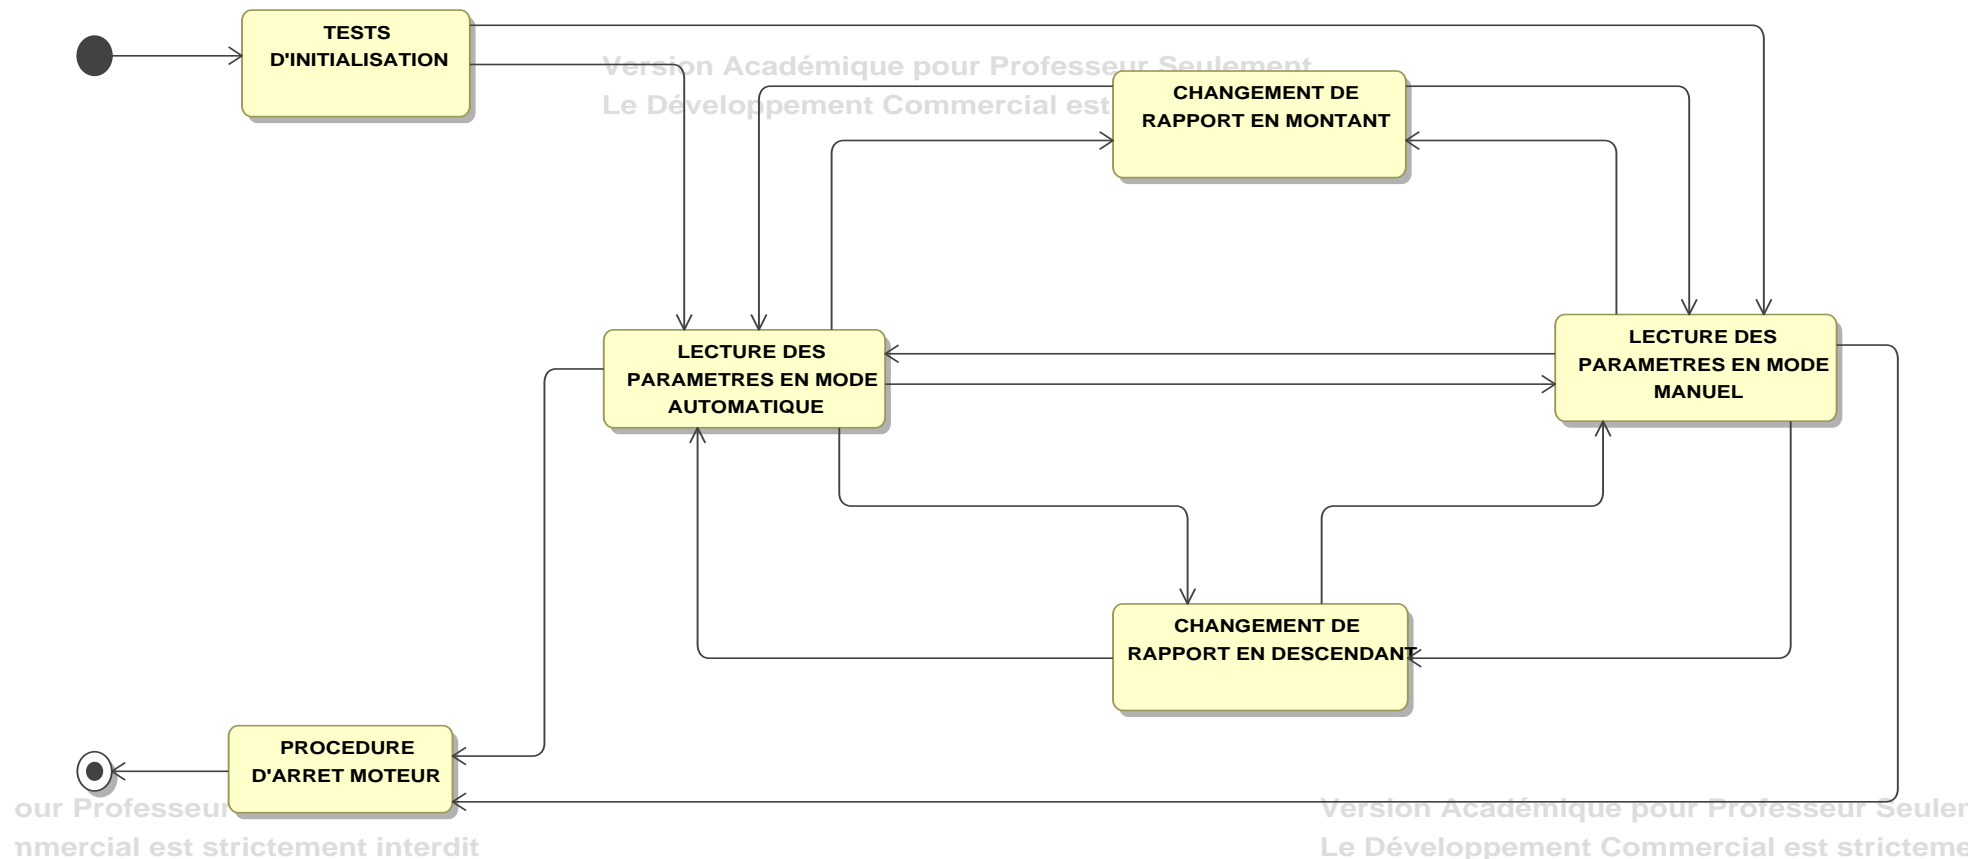 TESTS
D'INITIALISATION
Version Académique pour Professeur Seulement
Le Développement Commercial est
CHANGEMENT DE
RAPPORT EN MONTANT
LECTURE DES
PARAMETRES EN MODE
AUTOMATIQUE
LECTURE DES
PARAMETRES EN MODE
MANUEL
CHANGEMENT DE
RAPPORT EN DESCENDANT
PROCEDURE
D'ARRET MOTEUR
our Professeur
mmercial est strictement interdit
Version Académique pour Professeur Seulem
Le Développement Commercial est stricteme